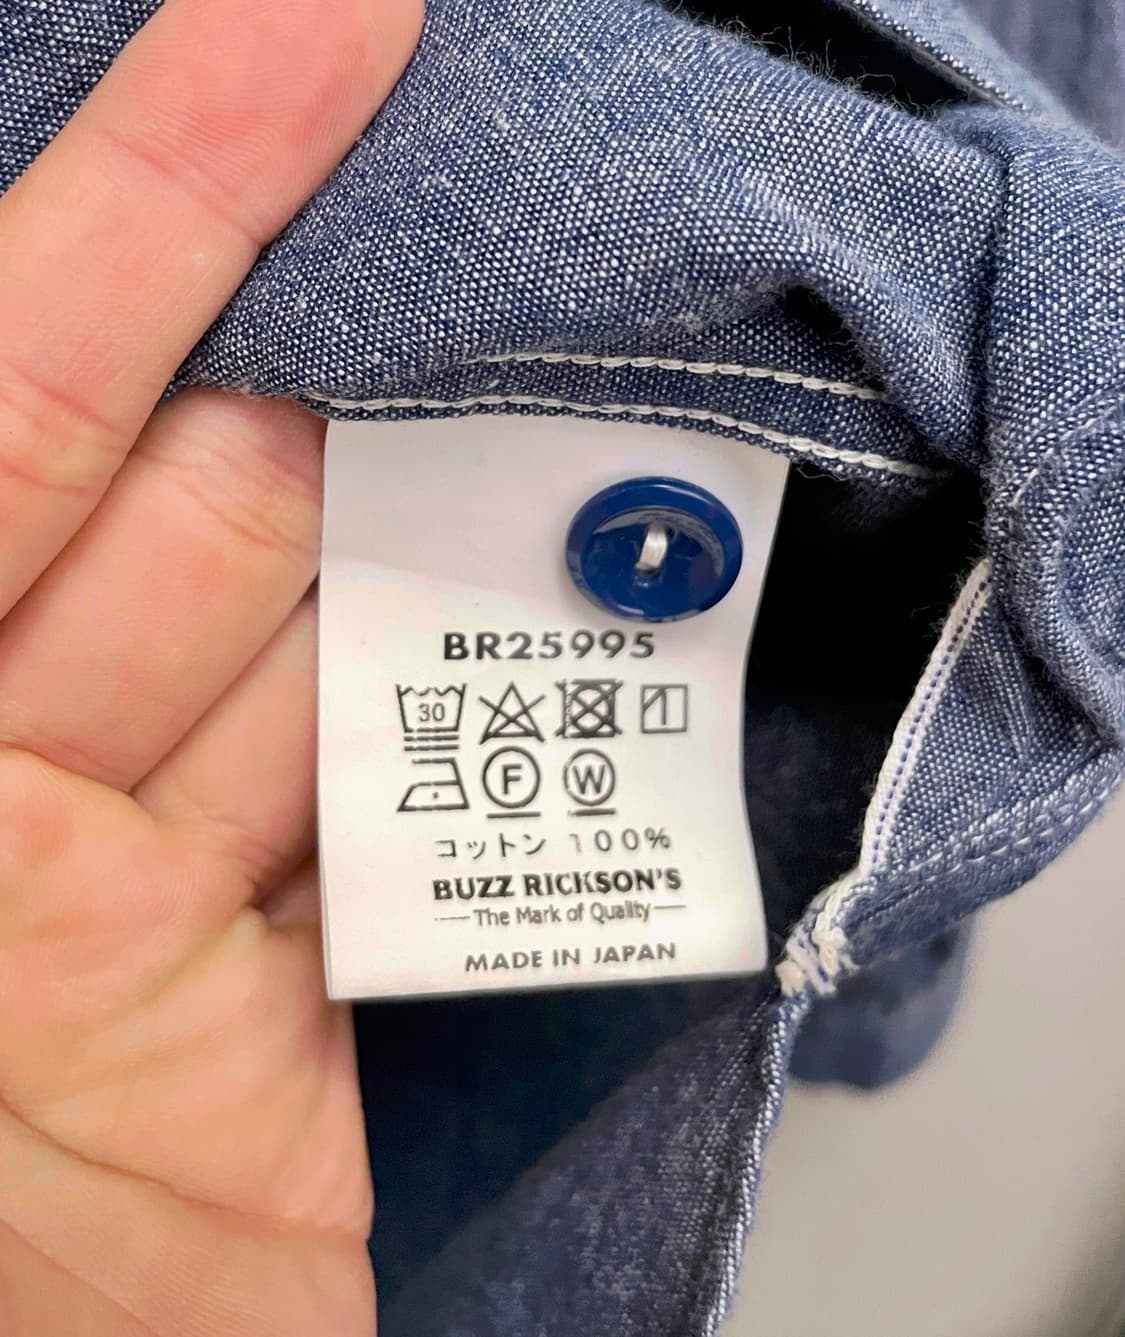 BR25995
30
F W
コットン 100%
BUZZ RICKSON'S
The Mark of Quality
MADE IN JAPAN